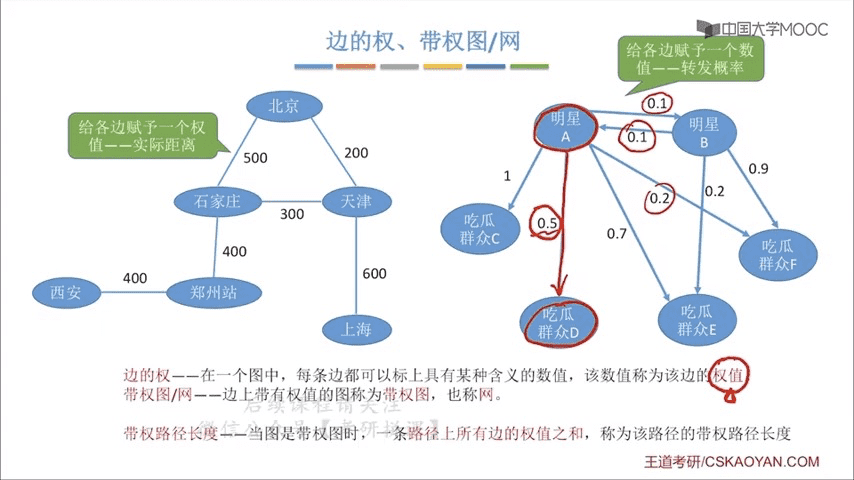 中国大学MOOC
边的权、带权图/网
给各边赋予一个权
值——实际距离
北京
500
200
石家庄
300
天津
400
600
西安
400
郑州站
上海
给各边赋予一个数
值——转发概率
明星
A
0.1
0.1
明星
B
1
0.5
0.2
0.7
0.2
0.9
吃瓜
群众C
吃瓜
群众D
吃瓜
群众E
吃瓜
群众F
边的权——在一个图中，每条边都可以标上具有某种含义的数值，该数值称为该边的权值
带权图/网——边上带有权值的图称为带权图，也称网。
后续课程请关注
带权路径长度——当图是带权图时，一条路径上所有边的权值之和，称为该路径的带权路径长度
王道考研/CSKAOYAN.COM